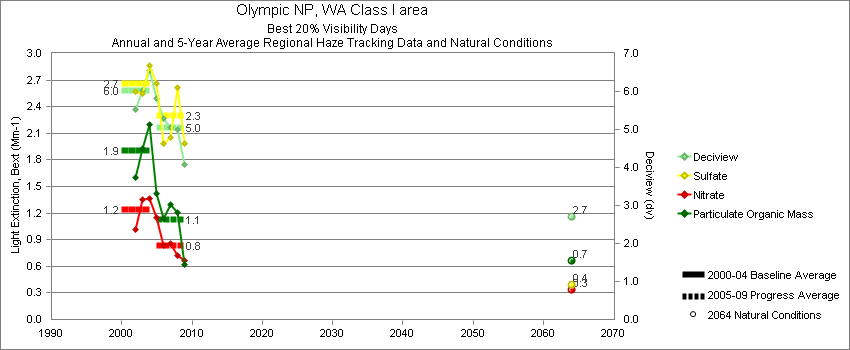 Olympic NP, WA Class I area
Best 20% Visibility Days
Annual and 5-Year Average Regional Haze Tracking Data and Natural Conditions
Light Extinction, Bext (Mm-1)
3.0
2.7
2.4
2.1
1.8
1.5
1.2
0.9
0.6
0.3
0.0
2.7
6.0
1.9
1.2
2.3
5.0
1.1
0.8
2.7
0.7
0.4
0.3
7.0
6.0
5.0
4.0
3.0
2.0
1.0
0.0
Deciview (dv)
1990 2000 2010 2020 2030 2040 2050 2060 2070
Deciview
Sulfate
Nitrate
Particulate Organic Mass
2000-04 Baseline Average
2005-09 Progress Average
2064 Natural Conditions